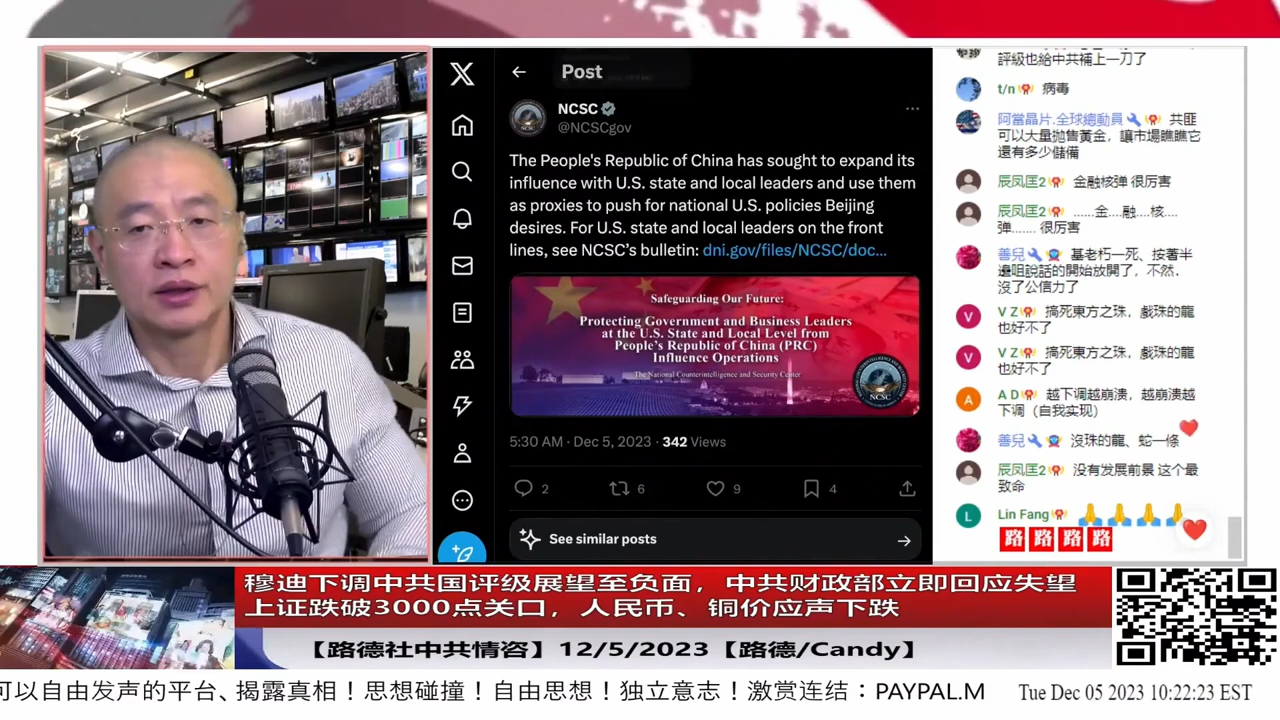 Post
NCSC
@NCSCgov
The People's Republic of China has sought to expand its
influence with U.S. state and local leaders and use them
as proxies to push for national U.S. policies Beijing
desires. For U.S. state and local leaders on the front
lines, see NCSC's bulletin: dni.gov/files/NCSC/doc...
Safeguarding Our Future:
Protecting Government and Business Leaders
at the U.S. State and Local Level from
People's Republic of China (PRC)
Influence Operations
The National Counterintelligence and Security Center
NCSC
5:30 AM · Dec 5, 2023 · 342 Views
2 6 9 4
See similar posts
評級也給中共補上一刀了
t/n 病毒
阿當晶片.全球總動員 共匪
可以大量抛售黃金，讓市場瞧瞧它
還有多少儲備
辰凤匡2 金融核弹 很厉害
辰凤匡2 ......金....融....核....
弹....... 很厉害
善兒 基老朽一死、按著半
邊咀說話的開始放開了，不然.
沒了公信力了
V Z 搞死東方之珠，戲珠的龍
也好不了
V Z 搞死東方之珠，戲珠的龍
也好不了
A D 越下调越崩溃，越崩溃越
下调（自我实现）
善兒 沒珠的龍、蛇一條
辰凤匡2 没有发展前景 这个最
致命
Lin Fang
路 路 路 路
穆迪下调中共国评级展望至负面，中共财政部立即回应失望
上证跌破3000点关口，人民币、铜价应声下跌
【路德社中共情咨】12/5/2023【路德/Candy】
可以自由发声的平台、揭露真相！思想碰撞！自由思想！独立意志！激赏连结：PAYPAL.M
Tue Dec 05 2023 10:22:23 EST